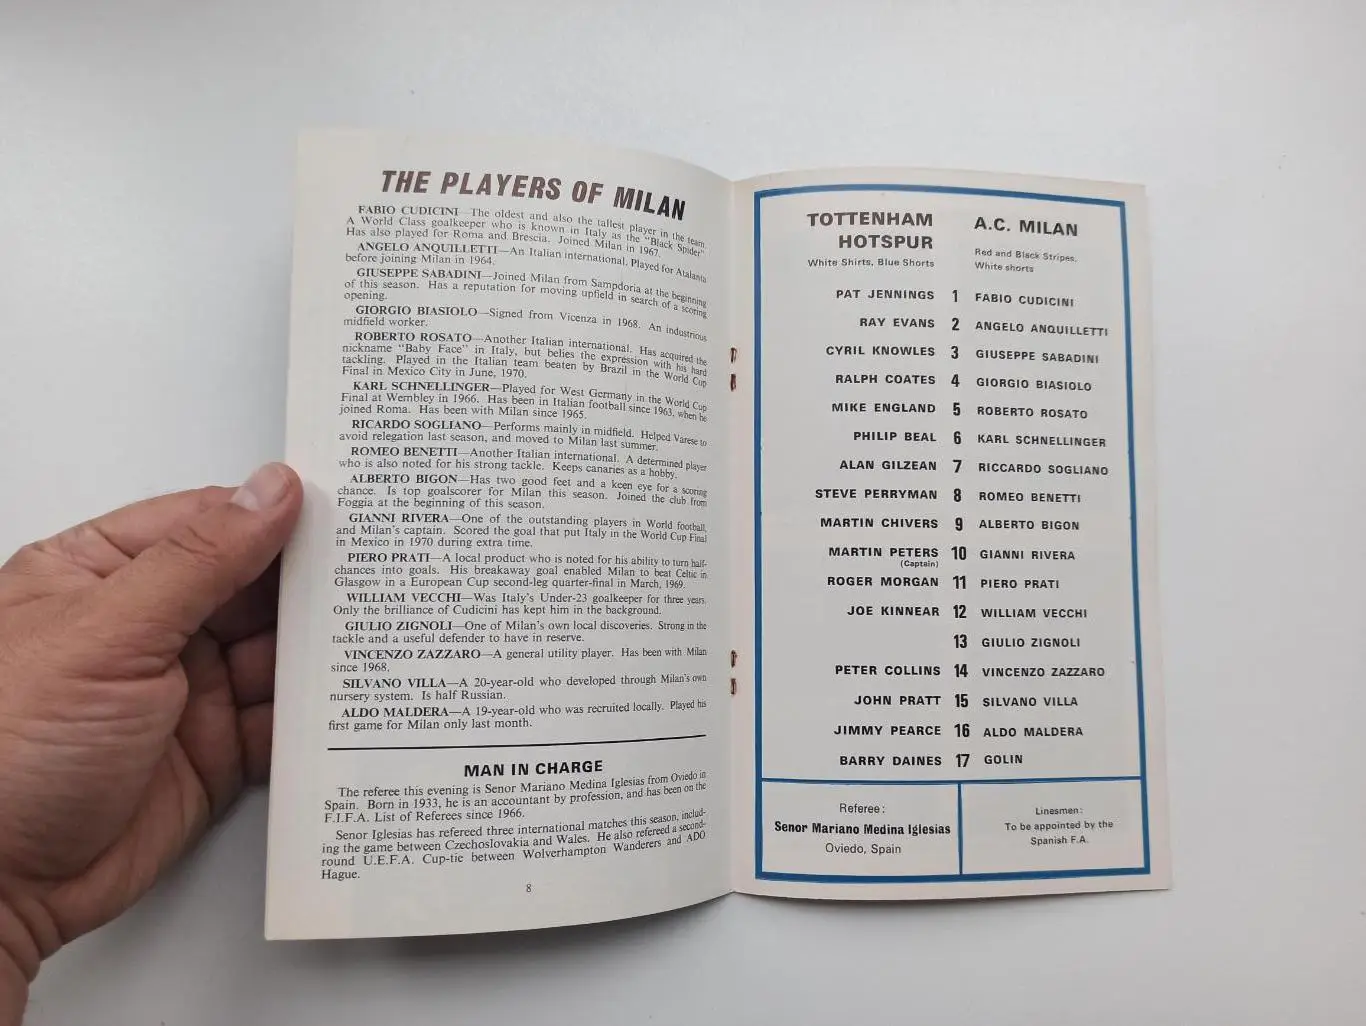 THE PLAYERS OF MILAN
FABIO CUDICINI—The oldest and also the tallest player in the team.
A World Class goalkeeper who is known in Italy as the "Black Spider"
Has also played for Roma and Brescia. Joined Milan in 1967.
ANGELO ANQUILLETTI—An Italian international. Played for Atalanta
before joining Milan in 1964.
GIUSEPPE SABADINI—Joined Milan from Sampdoria at the beginning
of this season. Has a reputation for moving upfield in search of a scoring
opening.
GIORGIO BIASIOLO—Signed from Vicenza in 1968. An industrious
midfield worker.
ROBERTO ROSATO—Another Italian international. Has acquired the
nickname "Baby Face" in Italy, but belies the expression with his hard
tackling. Played in the Italian team beaten by Brazil in the World Cup
Final in Mexico City in June, 1970.
KARL SCHNELLINGER—Played for West Germany in the World Cup
Final at Wembley in 1966. Has been in Italian football since 1963, when he
joined Roma. Has been with Milan since 1965.
RICARDO SOGLIANO—Performs mainly in midfield. Helped Varese to
avoid relegation last season, and moved to Milan last summer.
ROMEO BENETTI—Another Italian international. A determined player
who is also noted for his strong tackle. Keeps canaries as a hobby.
ALBERTO BIGON—Has two good feet and a keen eye for a scoring
chance. Is top goalscorer for Milan this season. Joined the club from
Foggia at the beginning of this season.
GIANNI RIVERA—One of the outstanding players in World football,
and Milan's captain. Scored the goal that put Italy in the World Cup Final
in Mexico in 1970 during extra time.
PIERO PRATI—A local product who is noted for his ability to turn half-
chances into goals. His breakaway goal enabled Milan to beat Celtic in
Glasgow in a European Cup second-leg quarter-final in March, 1969.
WILLIAM VECCHI—Was Italy's Under-23 goalkeeper for three years.
Only the brilliance of Cudicini has kept him in the background.
GIULIO ZIGNOLI—One of Milan's own local discoveries. Strong in the
tackle and a useful defender to have in reserve.
VINCENZO ZAZZARO—A general utility player. Has been with Milan
since 1968.
SILVANO VILLA—A 20-year-old who developed through Milan's own
nursery system. Is half Russian.
ALDO MALDERA—A 19-year-old who was recruited locally. Played his
first game for Milan only last month.
MAN IN CHARGE
The referee this evening is Senor Mariano Medina Iglesias from Oviedo in
Spain. Born in 1933, he is an accountant by profession, and has been on the
F.I.F.A. List of Referees since 1966.
Senor Iglesias has refereed three international matches this season, includ-
ing the game between Czechoslovakia and Wales. He also refereed a second-
round U.E.F.A. Cup-tie between Wolverhampton Wanderers and ADO
Hague.
8
TOTTENHAM
HOTSPUR
White Shirts, Blue Shorts
A.C. MILAN
Red and Black Stripes,
White shorts
PAT JENNINGS 1 FABIO CUDICINI
RAY EVANS 2 ANGELO ANQUILLETTI
CYRIL KNOWLES 3 GIUSEPPE SABADINI
RALPH COATES 4 GIORGIO BIASIOLO
MIKE ENGLAND 5 ROBERTO ROSATO
PHILIP BEAL 6 KARL SCHNELLINGER
ALAN GILZEAN 7 RICCARDO SOGLIANO
STEVE PERRYMAN 8 ROMEO BENETTI
MARTIN CHIVERS 9 ALBERTO BIGON
MARTIN PETERS 10 GIANNI RIVERA
(Captain)
ROGER MORGAN 11 PIERO PRATI
JOE KINNEAR 12 WILLIAM VECCHI
13 GIULIO ZIGNOLI
PETER COLLINS 14 VINCENZO ZAZZARO
JOHN PRATT 15 SILVANO VILLA
JIMMY PEARCE 16 ALDO MALDERA
BARRY DAINES 17 GOLIN
Referee:
Senor Mariano Medina Iglesias
Oviedo, Spain
Linesmen:
To be appointed by the
Spanish F.A.